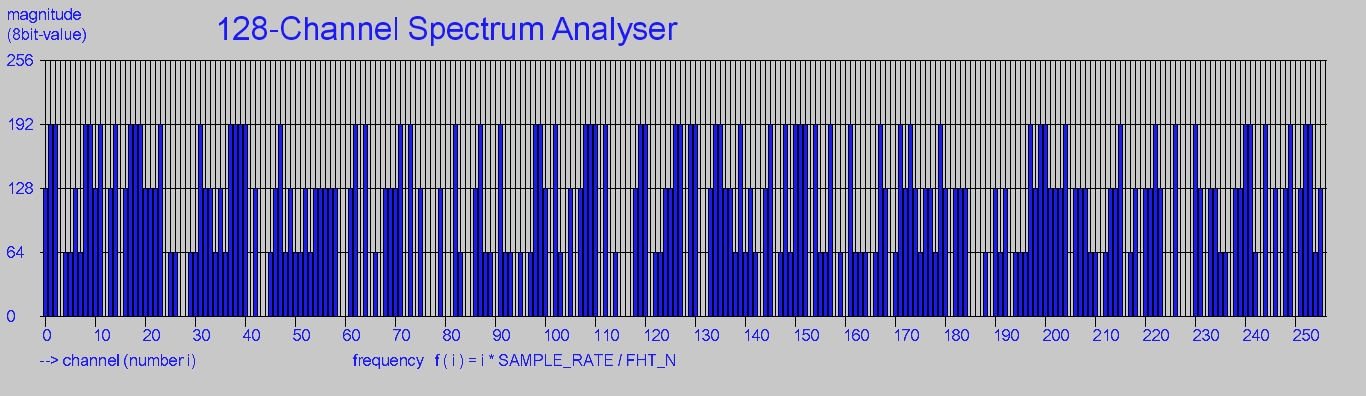 magnitude
(8bit-value)
128-Channel Spectrum Analyser
256
192
128
64
0
0 10 20 30 40 50 60 70 80 90 100 110 120 130 140 150 160 170 180 190 200 210 220 230 240 250
--> channel (number i)
frequency f ( i ) = i * SAMPLE_RATE / FHT_N